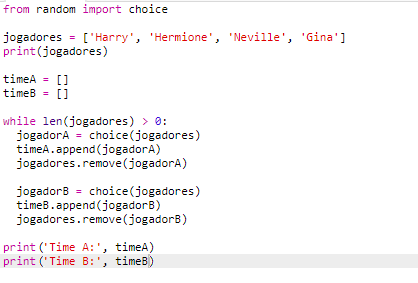 from random import choice
jogadores = ['Harry', 'Hermione', 'Neville', 'Gina']
print(jogadores)
timeA = []
timeB = []
while len(jogadores) > 0:
  jogadorA = choice(jogadores)
  timeA.append(jogadorA)
  jogadores.remove(jogadorA)
  jogadorB = choice(jogadores)
  timeB.append(jogadorB)
  jogadores.remove(jogadorB)
print('Time A:', timeA)
print('Time B:', timeB)